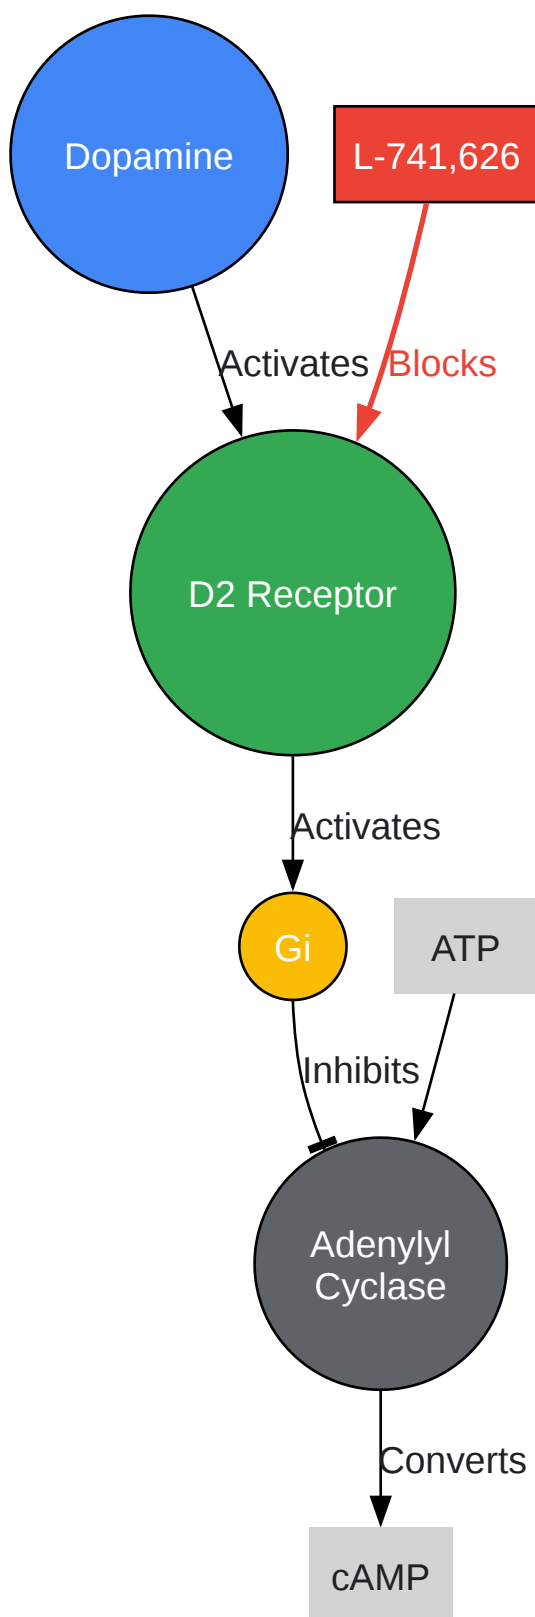 Dopamine
L-741,626
Activates
Blocks
D2 Receptor
Activates
Gi
ATP
Inhibits
Adenylyl
Cyclase
Converts
cAMP